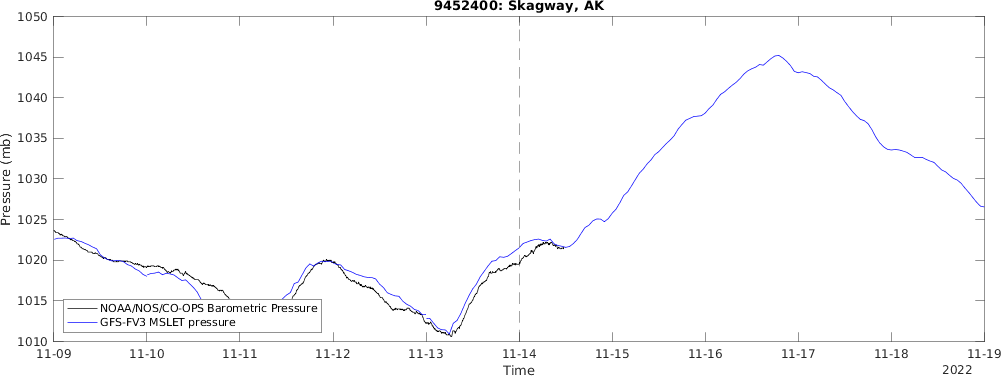 9452400: Skagway, AK
1050
1045
1040
1035
1030
1025
1020
1015
1010
Pressure (mb)
NOAA/NOS/CO-OPS Barometric Pressure
GFS-FV3 MSLET pressure
11-09 11-10 11-11 11-12 11-13 11-14 11-15 11-16 11-17 11-18 11-19
Time
2022